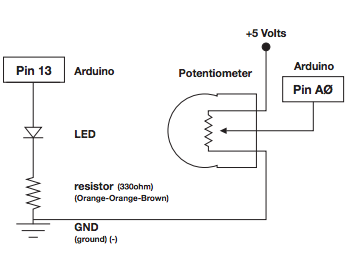 +5 Volts
Pin 13
Arduino
Potentiometer
Arduino
Pin AØ
LED
resistor (330ohm)
(Orange-Orange-Brown)
GND
(ground) (-)